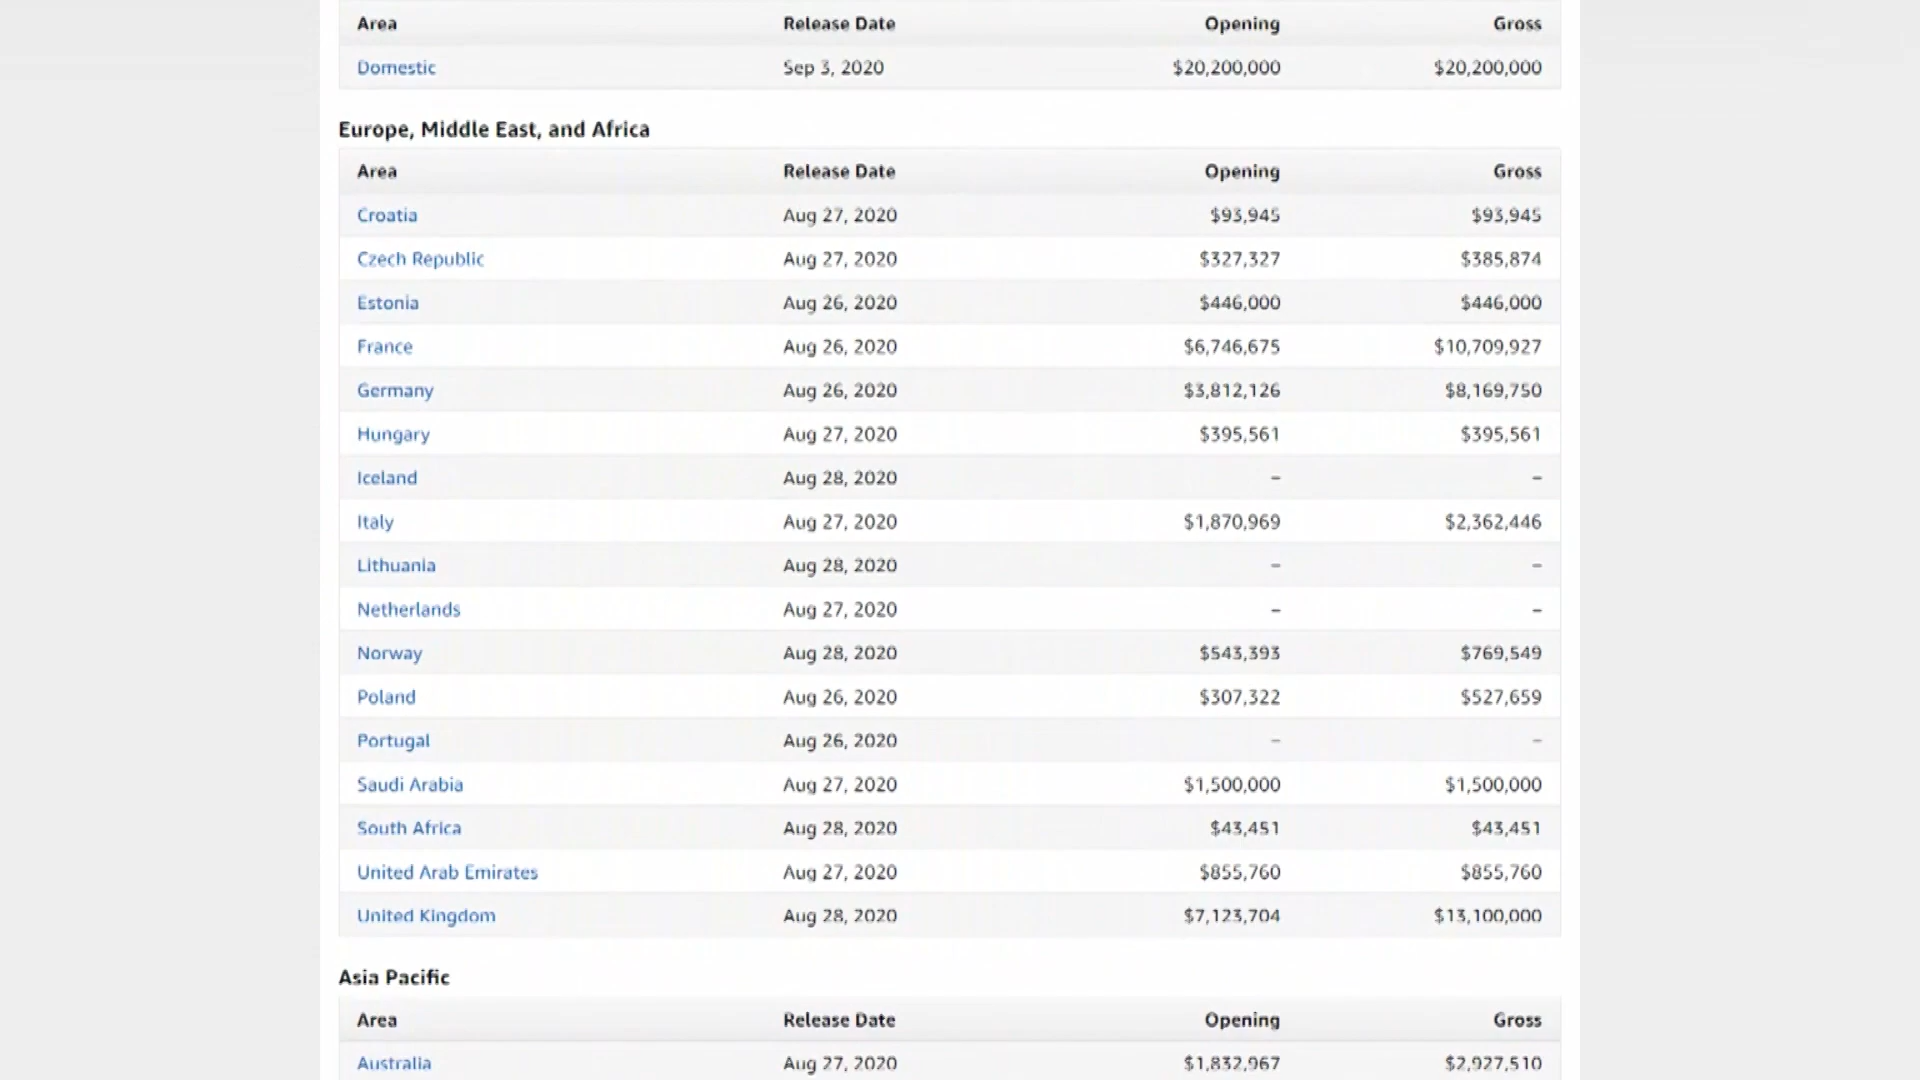 Area Release Date Opening Gross
Domestic Sep 3, 2020 $20,200,000 $20,200,000
Europe, Middle East, and Africa
Area Release Date Opening Gross
Croatia Aug 27, 2020 $93,945 $93,945
Czech Republic Aug 27, 2020 $327,327 $385,874
Estonia Aug 26, 2020 $446,000 $446,000
France Aug 26, 2020 $6,746,675 $10,709,927
Germany Aug 26, 2020 $3,812,126 $8,169,750
Hungary Aug 27, 2020 $395,561 $395,561
Iceland Aug 28, 2020 – –
Italy Aug 27, 2020 $1,870,969 $2,362,446
Lithuania Aug 28, 2020 – –
Netherlands Aug 27, 2020 – –
Norway Aug 28, 2020 $543,393 $769,549
Poland Aug 26, 2020 $307,322 $527,659
Portugal Aug 26, 2020 – –
Saudi Arabia Aug 27, 2020 $1,500,000 $1,500,000
South Africa Aug 28, 2020 $43,451 $43,451
United Arab Emirates Aug 27, 2020 $855,760 $855,760
United Kingdom Aug 28, 2020 $7,123,704 $13,100,000
Asia Pacific
Area Release Date Opening Gross
Australia Aug 27, 2020 $1,832,967 $2,927,510